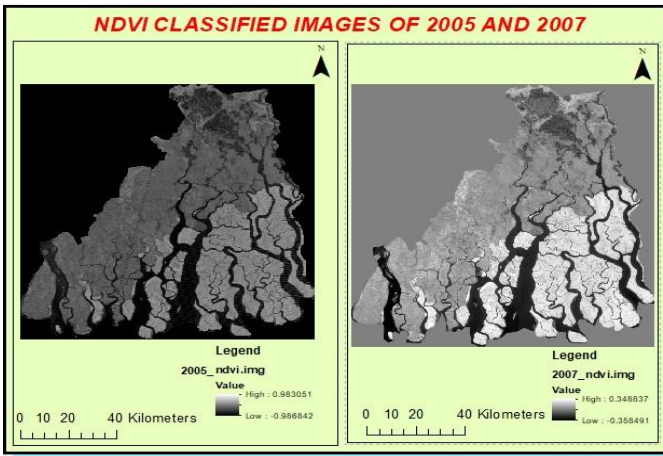 NDVI CLASSIFIED IMAGES OF 2005 AND 2007
N
N
Legend
2005_ndvi.img
Value
High : 0.983051
Low : -0.986842
0 10 20 40 Kilometers
Legend
2007_ndvi.img
Value
High : 0.348837
Low : -0.358491
0 10 20 40 Kilometers